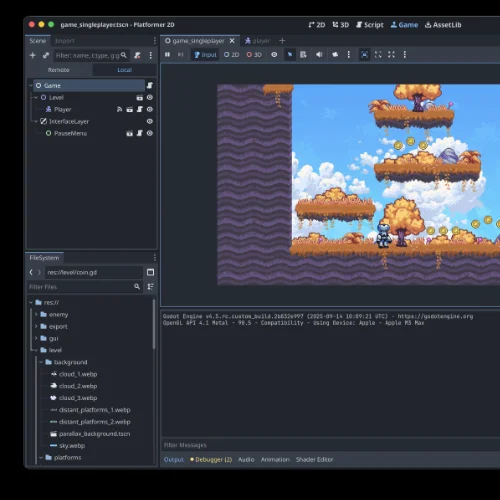 game_singleplayer.tscn - Platformer 2D
2D
3D
Script
Game
AssetLib
Scene
Import
Filter: name, t:type, g:g
Remote
Local
Game
Level
Player
InterfaceLayer
PauseMenu
FileSystem
res://level/coin.gd
Filter Files
res://
enemy
export
gui
level
background
cloud_1.webp
cloud_2.webp
cloud_3.webp
distant_platforms_1.webp
distant_platforms_2.webp
parallax_background.tscn
sky.webp
platforms
game_singleplayer
player
Input
2D
3D
Godot Engine v4.5.rc.custom_build.2b832e997 (2025-09-14 10:09:21 UTC) - https://godotengine.org
OpenGL API 4.1 Metal - 90.5 - Compatibility - Using Device: Apple - Apple M3 Max
Filter Messages
Output
Debugger (2)
Audio
Animation
Shader Editor